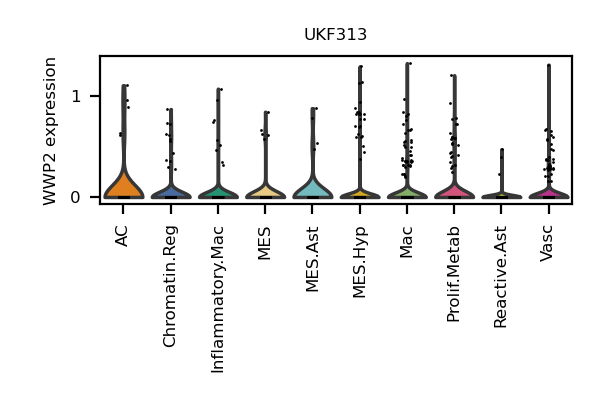 UKF313
WWP2 expression
1
0
AC
Chromatin.Reg
Inflammatory.Mac
MES
MES.Ast
MES.Hyp
Mac
Prolif.Metab
Reactive.Ast
Vasc